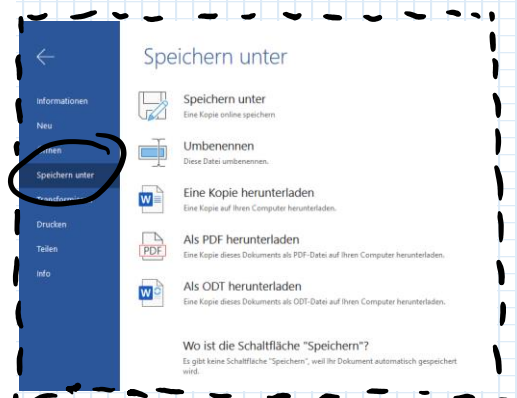 Speichern unter
Informationen
Neu
Speichern unter
Drucken
Teilen
Info
Speichern unter
Eine Kopie online speichern
Umbenennen
Diese Datei umbenennen.
W
Eine Kopie herunterladen
Eine Kopie auf Ihren Computer herunterladen.
PDF
Als PDF herunterladen
Eine Kopie dieses Dokuments als PDF-Datei auf Ihren Computer herunterladen.
W
Als ODT herunterladen
Eine Kopie dieses Dokuments als ODT-Datei auf Ihren Computer herunterladen.
Wo ist die Schaltfläche "Speichern"?
Es gibt keine Schaltfläche "Speichern", weil Ihr Dokument automatisch gespeichert
wird.